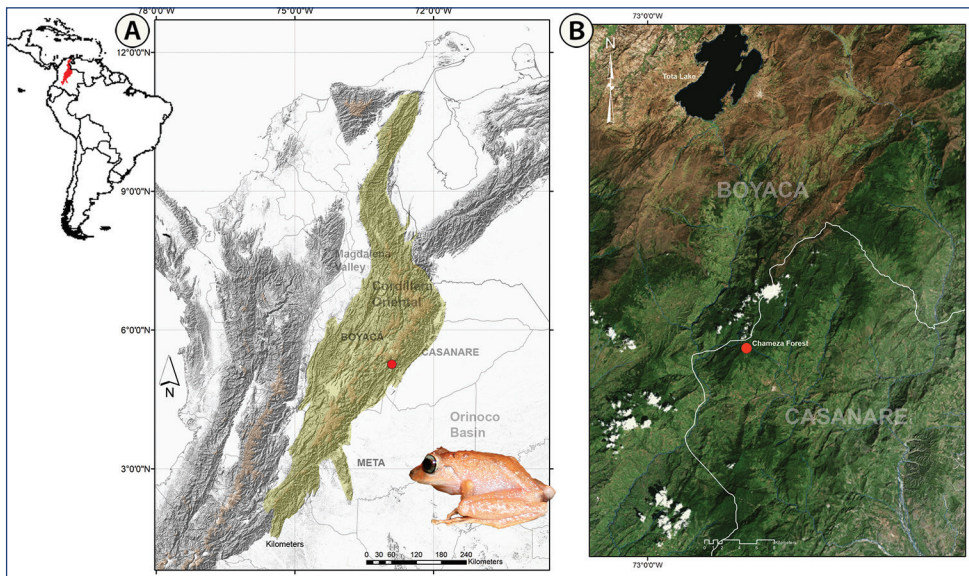 A
78°0'0"W
75°0'0"W
72°0'0"W
12°0'0"N
9°0'0"N
6°0'0"N
3°0'0"N
Magdalena
Valley
Cordillera
Oriental
BOYACA
CASANARE
Orinoco
Basin
META
N
Kilometers
0 30 60 120 180 240
Kilometers
B
73°0'0"W
N
Tota Lake
BOYACA
Chameza Forest
CASANARE
Kilometers
73°0'0"W